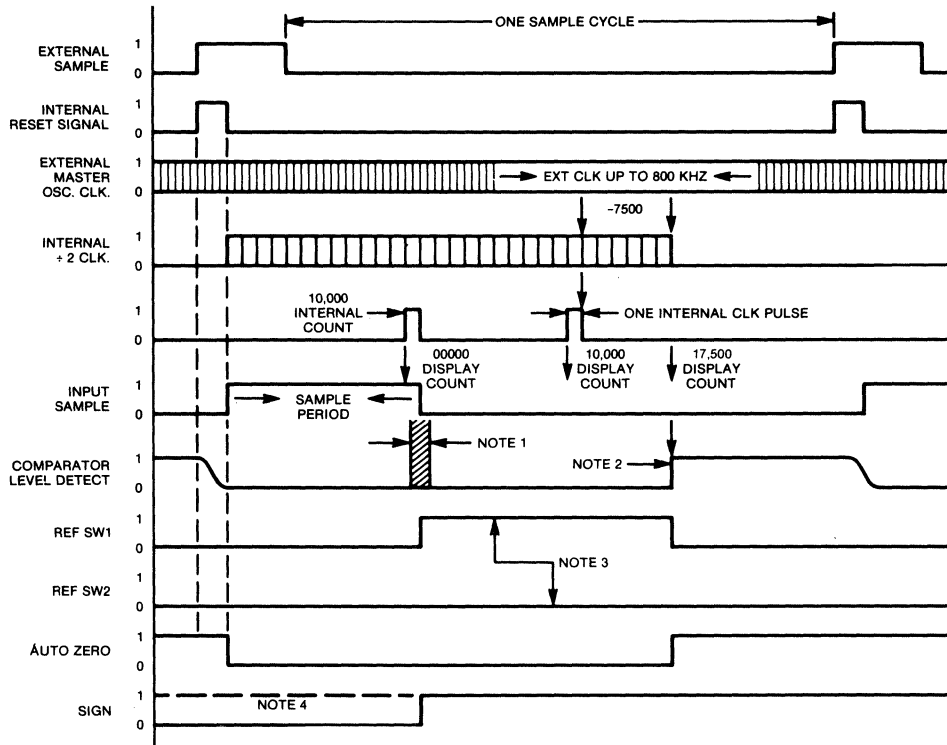 ONE SAMPLE CYCLE
EXTERNAL
SAMPLE
1
0
INTERNAL
RESET SIGNAL
1
0
EXTERNAL
MASTER
OSC. CLK.
1
0
EXT CLK UP TO 800 KHZ
–7500
INTERNAL
÷ 2 CLK.
1
0
10,000
INTERNAL
COUNT
1
0
ONE INTERNAL CLK PULSE
00000
DISPLAY
COUNT
10,000
DISPLAY
COUNT
17,500
DISPLAY
COUNT
INPUT
SAMPLE
1
0
SAMPLE
PERIOD
NOTE 1
COMPARATOR
LEVEL DETECT
1
0
NOTE 2
REF SW1
1
0
NOTE 3
REF SW2
1
0
ÁUTO ZERO
1
0
SIGN
1
0
NOTE 4